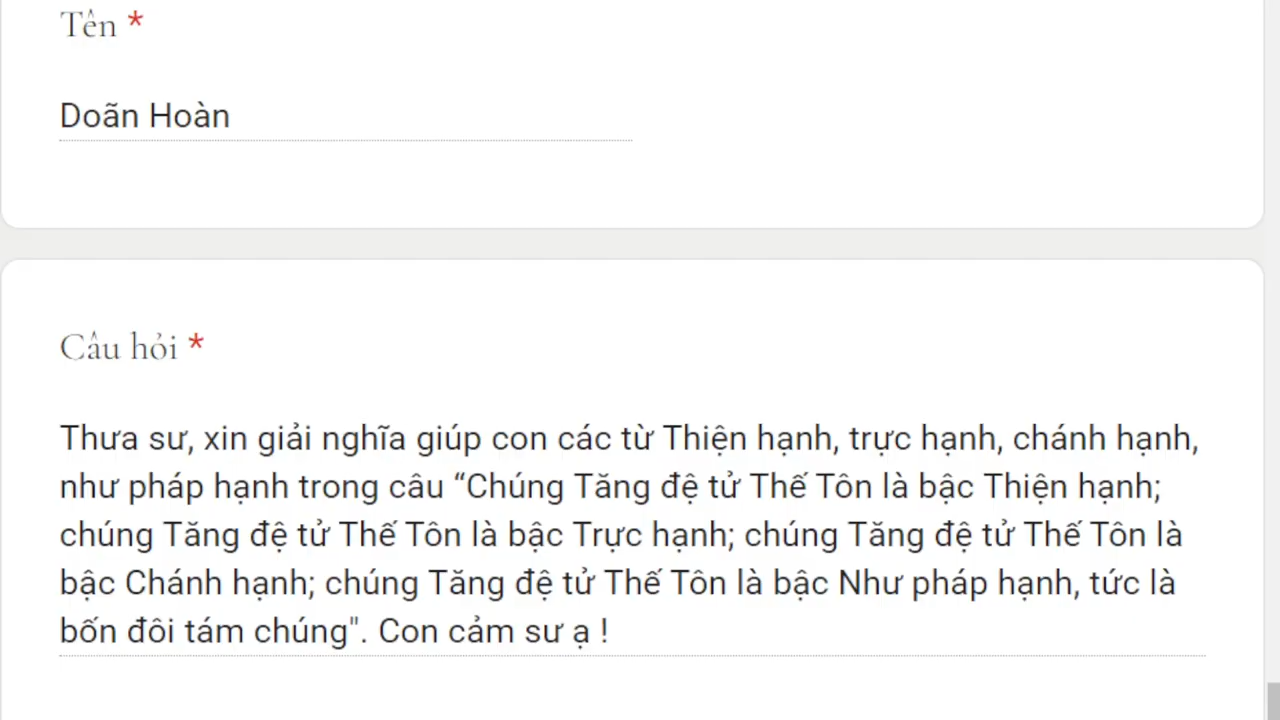 Tên *
Doãn Hoàn
Câu hỏi *
Thưa sư, xin giải nghĩa giúp con các từ Thiện hạnh, trực hạnh, chánh hạnh,
như pháp hạnh trong câu “Chúng Tăng đệ tử Thế Tôn là bậc Thiện hạnh;
chúng Tăng đệ tử Thế Tôn là bậc Trực hạnh; chúng Tăng đệ tử Thế Tôn là
bậc Chánh hạnh; chúng Tăng đệ tử Thế Tôn là bậc Như pháp hạnh, tức là
bốn đôi tám chúng". Con cảm sư ạ !